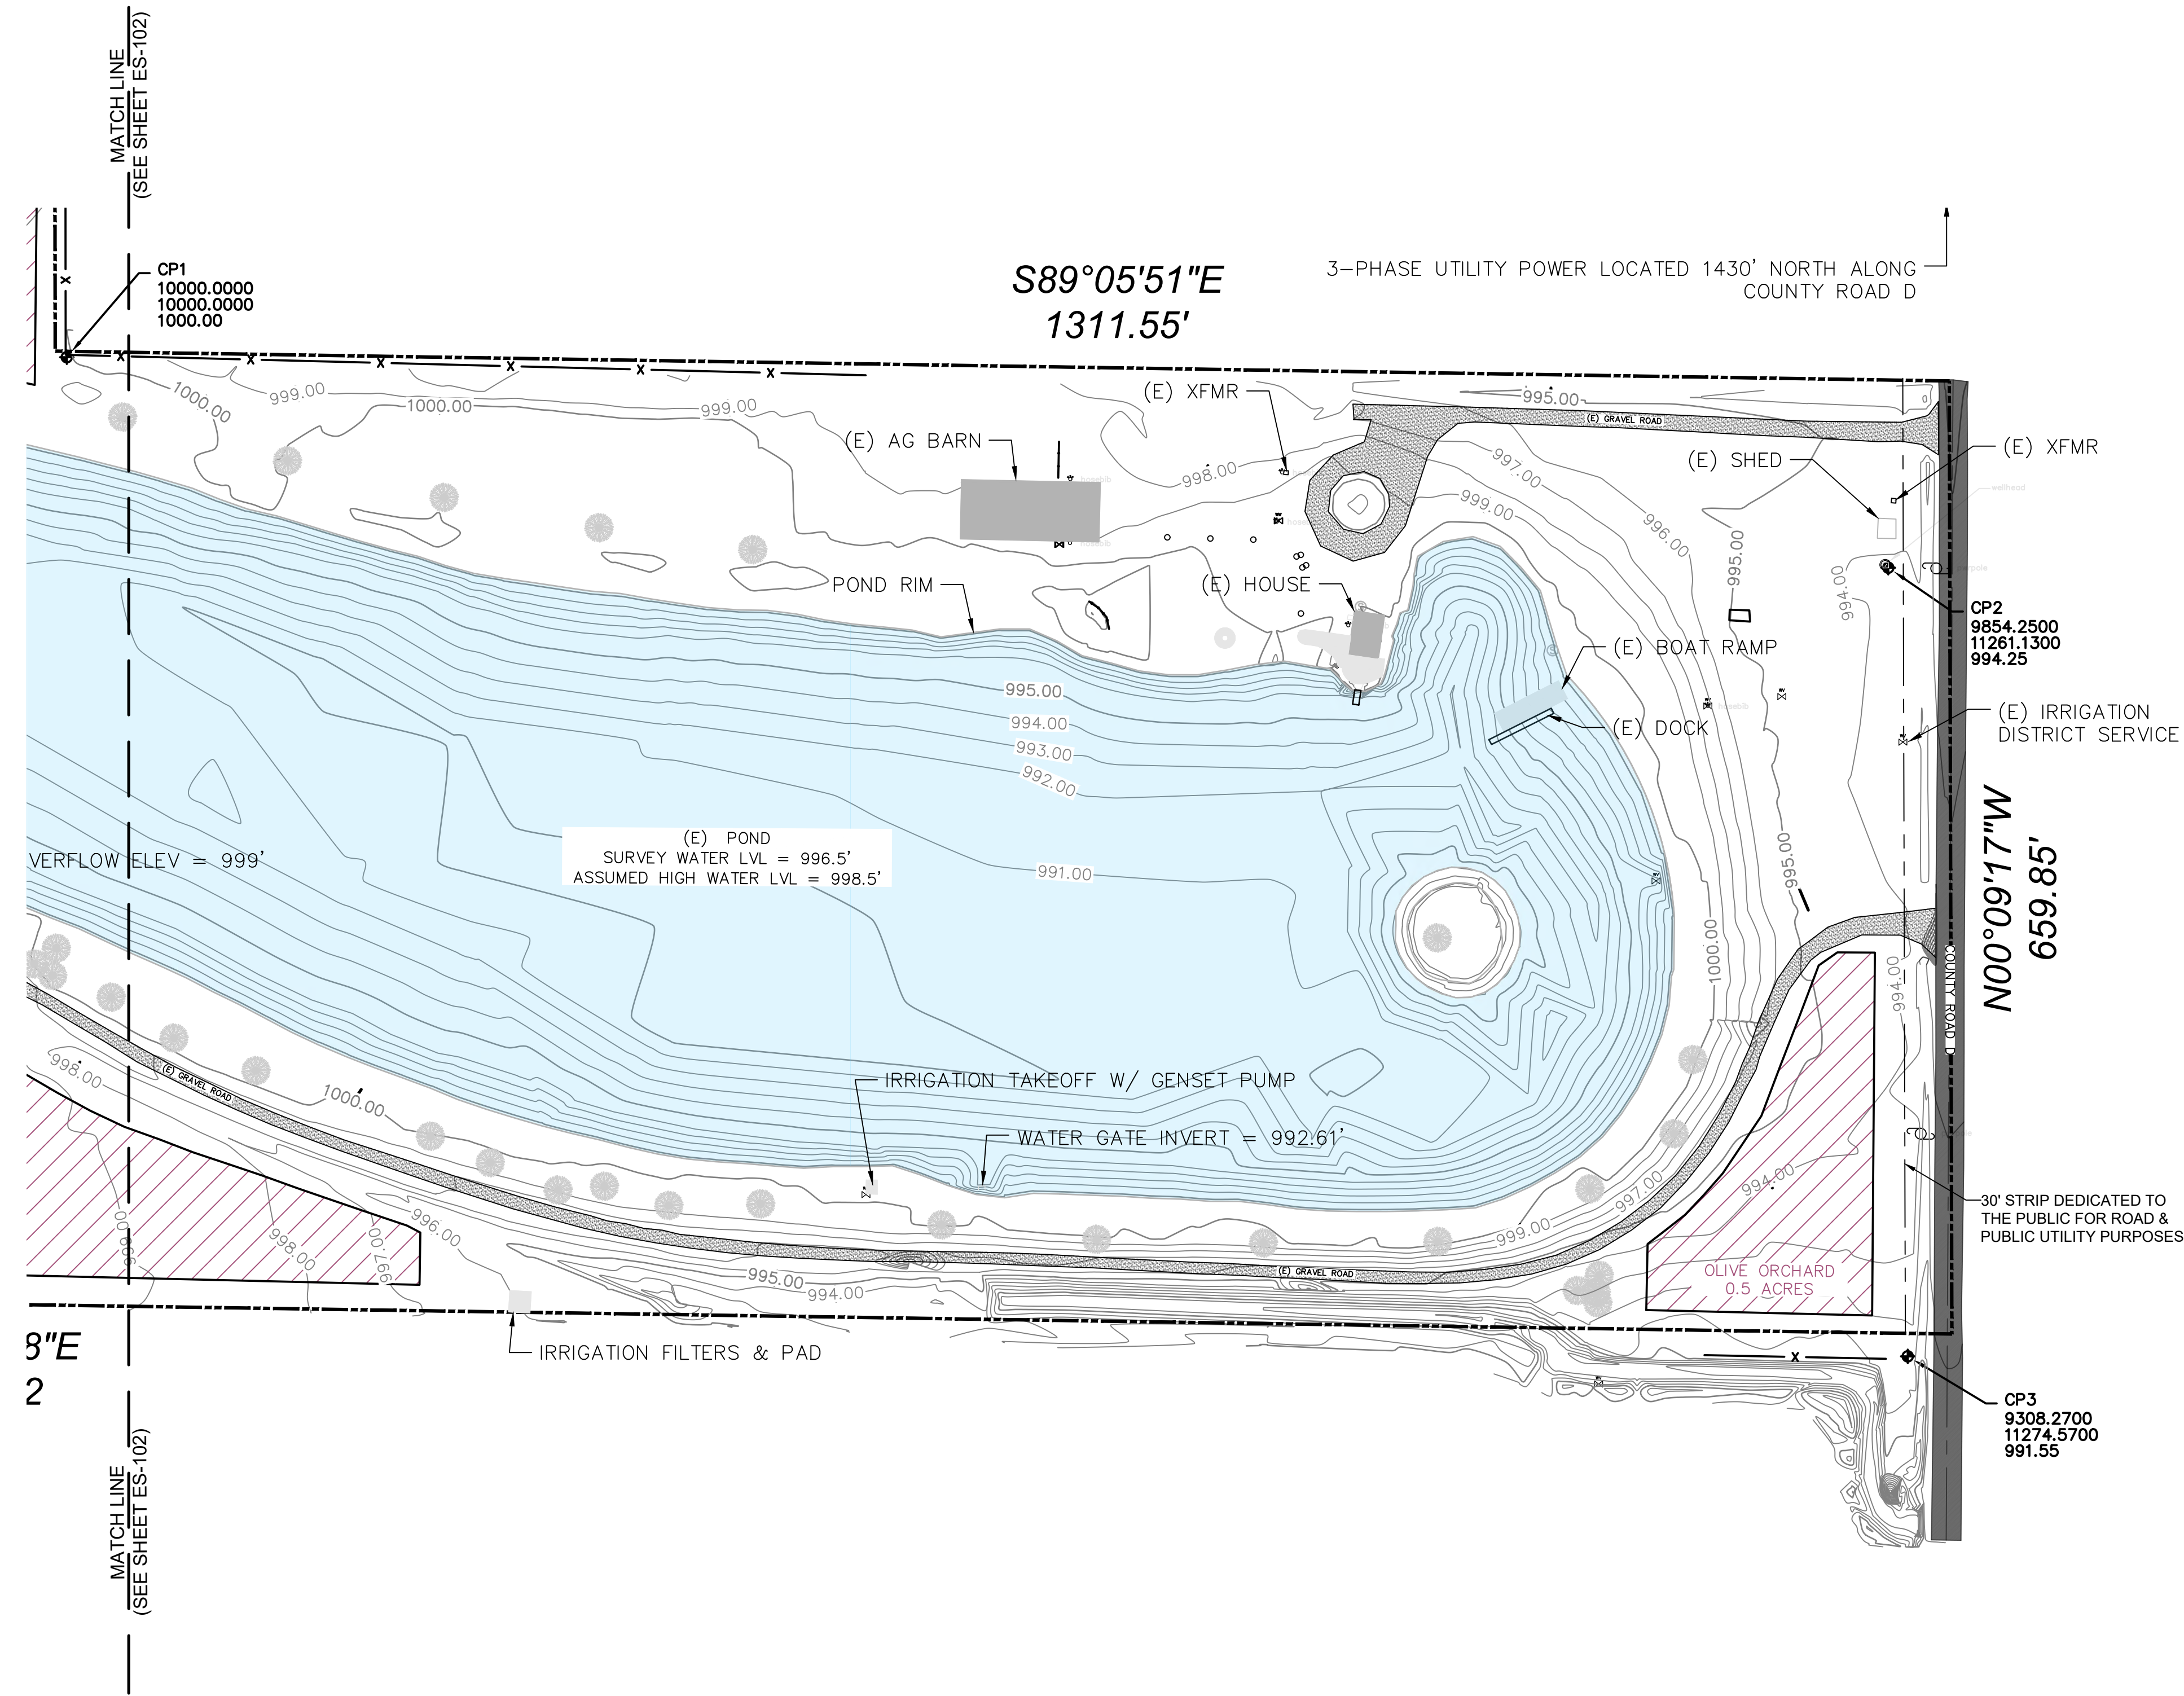 MATCH LINE
(SEE SHEET ES-102)
CP1
10000.0000
10000.0000
1000.00
S89°05'51"E
1311.55'
3-PHASE UTILITY POWER LOCATED 1430' NORTH ALONG
COUNTY ROAD D
1000.00
999.00
1000.00
999.00
(E) XFMR
995.00
(E) GRAVEL ROAD
(E) AG BARN
hosebib
998.00
997.00
(E) SHED
(E) XFMR
wellhead
999.00
996.00
hosebib
995.00
994.00
POND RIM
(E) HOUSE
CP2
9854.2500
11261.1300
994.25
(E) BOAT RAMP
995.00
hosebib
994.00
(E) DOCK
(E) IRRIGATION
DISTRICT SERVICE
993.00
992.00
(E) POND
SURVEY WATER LVL = 996.5'
ASSUMED HIGH WATER LVL = 998.5'
VERFLOW ELEV = 999'
991.00
995.00
N00°09'17"W
659.85'
1000.00
994.00
COUNTY ROAD D
998.00
(E) GRAVEL ROAD
1000.00
IRRIGATION TAKEOFF W/ GENSET PUMP
WATER GATE INVERT = 992.61'
994.00
997.00
30' STRIP DEDICATED TO
THE PUBLIC FOR ROAD &
PUBLIC UTILITY PURPOSES
999.00
998.00
997.00
996.00
999.00
995.00
994.00
(E) GRAVEL ROAD
OLIVE ORCHARD
0.5 ACRES
8"E
2
IRRIGATION FILTERS & PAD
CP3
9308.2700
11274.5700
991.55
MATCH LINE
(SEE SHEET ES-102)